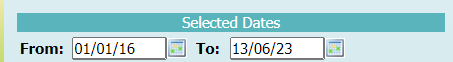 Selected Dates
From: 01/01/16 To: 13/06/23